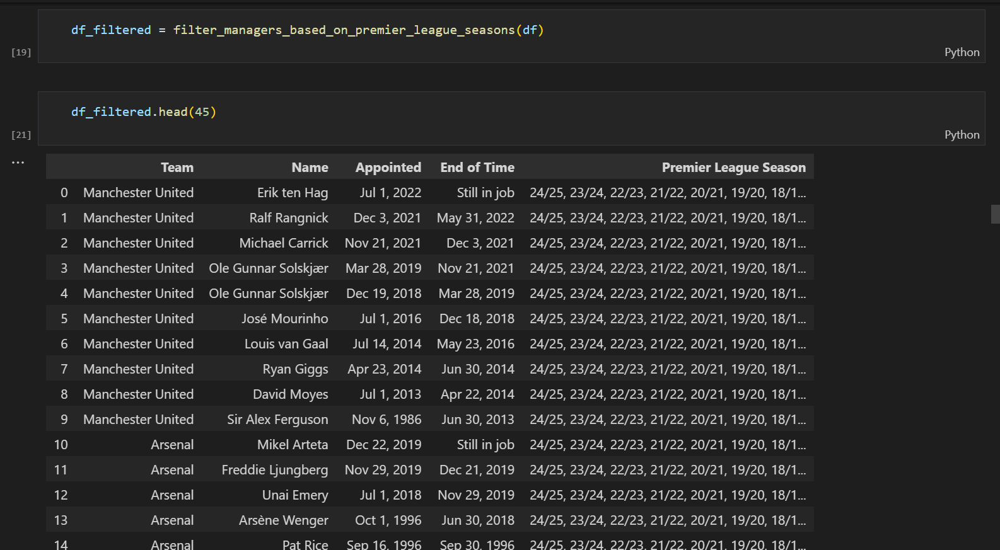 df_filtered = filter_managers_based_on_premier_league_seasons(df)
[19]
Python
df_filtered.head(45)
[21]
Python
...
Team Name Appointed End of Time Premier League Season
0 Manchester United Erik ten Hag Jul 1, 2022 Still in job 24/25, 23/24, 22/23, 21/22, 20/21, 19/20, 18/1...
1 Manchester United Ralf Rangnick Dec 3, 2021 May 31, 2022 24/25, 23/24, 22/23, 21/22, 20/21, 19/20, 18/1...
2 Manchester United Michael Carrick Nov 21, 2021 Dec 3, 2021 24/25, 23/24, 22/23, 21/22, 20/21, 19/20, 18/1...
3 Manchester United Ole Gunnar Solskjær Mar 28, 2019 Nov 21, 2021 24/25, 23/24, 22/23, 21/22, 20/21, 19/20, 18/1...
4 Manchester United Ole Gunnar Solskjær Dec 19, 2018 Mar 28, 2019 24/25, 23/24, 22/23, 21/22, 20/21, 19/20, 18/1...
5 Manchester United José Mourinho Jul 1, 2016 Dec 18, 2018 24/25, 23/24, 22/23, 21/22, 20/21, 19/20, 18/1...
6 Manchester United Louis van Gaal Jul 14, 2014 May 23, 2016 24/25, 23/24, 22/23, 21/22, 20/21, 19/20, 18/1...
7 Manchester United Ryan Giggs Apr 23, 2014 Jun 30, 2014 24/25, 23/24, 22/23, 21/22, 20/21, 19/20, 18/1...
8 Manchester United David Moyes Jul 1, 2013 Apr 22, 2014 24/25, 23/24, 22/23, 21/22, 20/21, 19/20, 18/1...
9 Manchester United Sir Alex Ferguson Nov 6, 1986 Jun 30, 2013 24/25, 23/24, 22/23, 21/22, 20/21, 19/20, 18/1...
10 Arsenal Mikel Arteta Dec 22, 2019 Still in job 24/25, 23/24, 22/23, 21/22, 20/21, 19/20, 18/1...
11 Arsenal Freddie Ljungberg Nov 29, 2019 Dec 21, 2019 24/25, 23/24, 22/23, 21/22, 20/21, 19/20, 18/1...
12 Arsenal Unai Emery Jul 1, 2018 Nov 29, 2019 24/25, 23/24, 22/23, 21/22, 20/21, 19/20, 18/1...
13 Arsenal Arsène Wenger Oct 1, 1996 Jun 30, 2018 24/25, 23/24, 22/23, 21/22, 20/21, 19/20, 18/1...
14 Arsenal Pat Rice Sep 16, 1996 Sep 30, 1996 24/25, 23/24, 22/23, 21/22, 20/21, 19/20, 18/1...